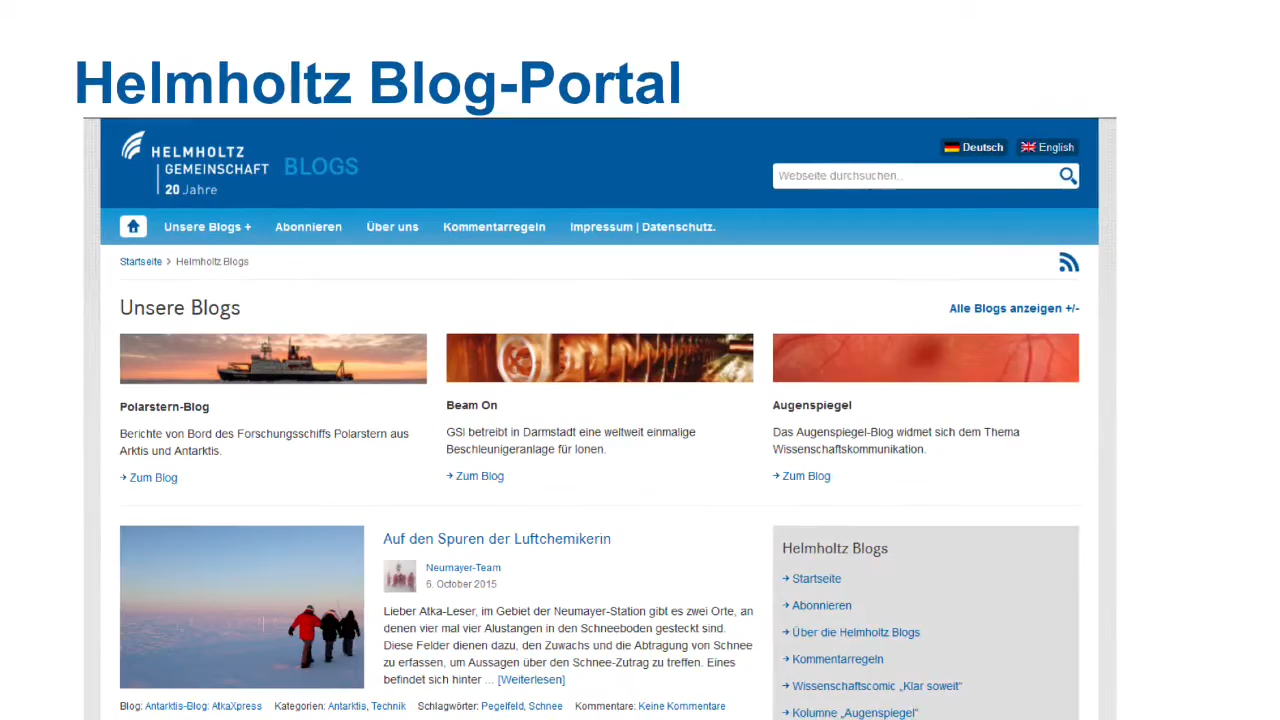 Helmholtz Blog-Portal
HELMHOLTZ
GEMEINSCHAFT
20 Jahre
BLOGS
Deutsch
English
Webseite durchsuchen..
Unsere Blogs +
Abonnieren
Über uns
Kommentarregeln
Impressum | Datenschutz.
Startseite > Helmholtz Blogs
Unsere Blogs
Alle Blogs anzeigen +/-
Polarstern-Blog
Berichte von Bord des Forschungsschiffs Polarstern aus
Arktis und Antarktis.
→ Zum Blog
Beam On
GSI betreibt in Darmstadt eine weltweit einmalige
Beschleunigeranlage für Ionen.
→ Zum Blog
Augenspiegel
Das Augenspiegel-Blog widmet sich dem Thema
Wissenschaftskommunikation.
→ Zum Blog
Auf den Spuren der Luftchemikerin
Neumayer-Team
6. October 2015
Lieber Atka-Leser, im Gebiet der Neumayer-Station gibt es zwei Orte, an
denen vier mal vier Alustangen in den Schneeboden gesteckt sind.
Diese Felder dienen dazu, den Zuwachs und die Abtragung von Schnee
zu erfassen, um Aussagen über den Schnee-Zutrag zu treffen. Eines
befindet sich hinter ... [Weiterlesen]
Blog: Antarktis-Blog: AtkaXpress Kategorien: Antarktis, Technik Schlagwörter: Pegelfeld, Schnee Kommentare: Keine Kommentare
Helmholtz Blogs
→ Startseite
→ Abonnieren
→ Über die Helmholtz Blogs
→ Kommentarregeln
→ Wissenschaftscomic „Klar soweit“
→ Kolumne „Augenspiegel“